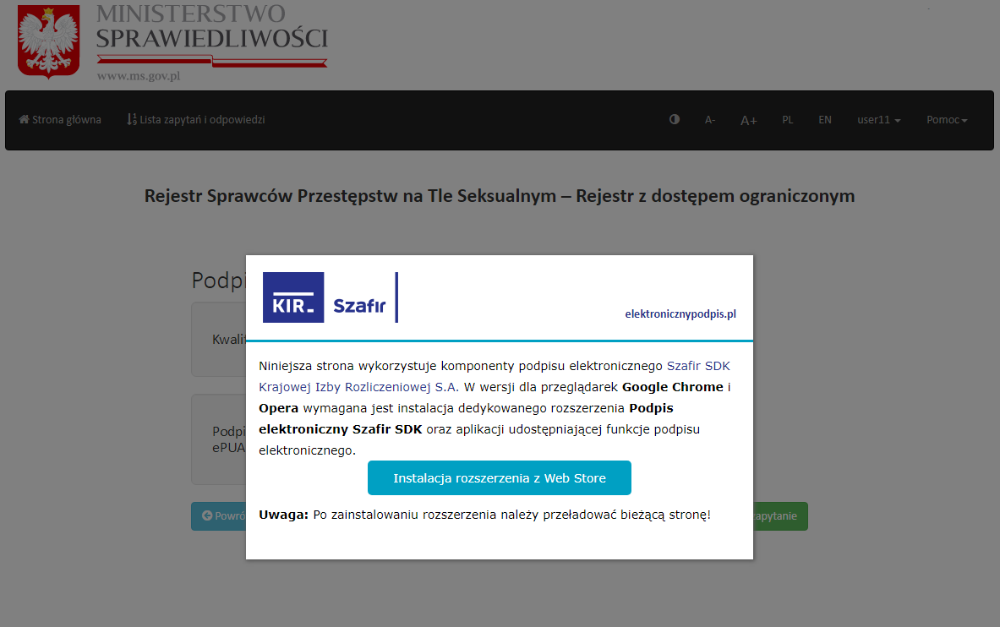 MINISTERSTWO
SPRAWIEDLIWOŚCI
www.ms.gov.pl
Strona główna Lista zapytań i odpowiedzi A- A+ PL EN user11 Pomoc
Rejestr Sprawców Przestępstw na Tle Seksualnym – Rejestr z dostępem ograniczonym
KIR Szafir
elektronicznypodpis.pl
Niniejsza strona wykorzystuje komponenty podpisu elektronicznego Szafir SDK
Krajowej Izby Rozliczeniowej S.A. W wersji dla przeglądarek Google Chrome i
Opera wymagana jest instalacja dedykowanego rozszerzenia Podpis
elektroniczny Szafir SDK oraz aplikacji udostępniającej funkcje podpisu
elektronicznego.
Instalacja rozszerzenia z Web Store
Uwaga: Po zainstalowaniu rozszerzenia należy przeładować bieżącą stronę!
Podpi
Kwalif
Podpi
ePUA
Powró
zapytanie